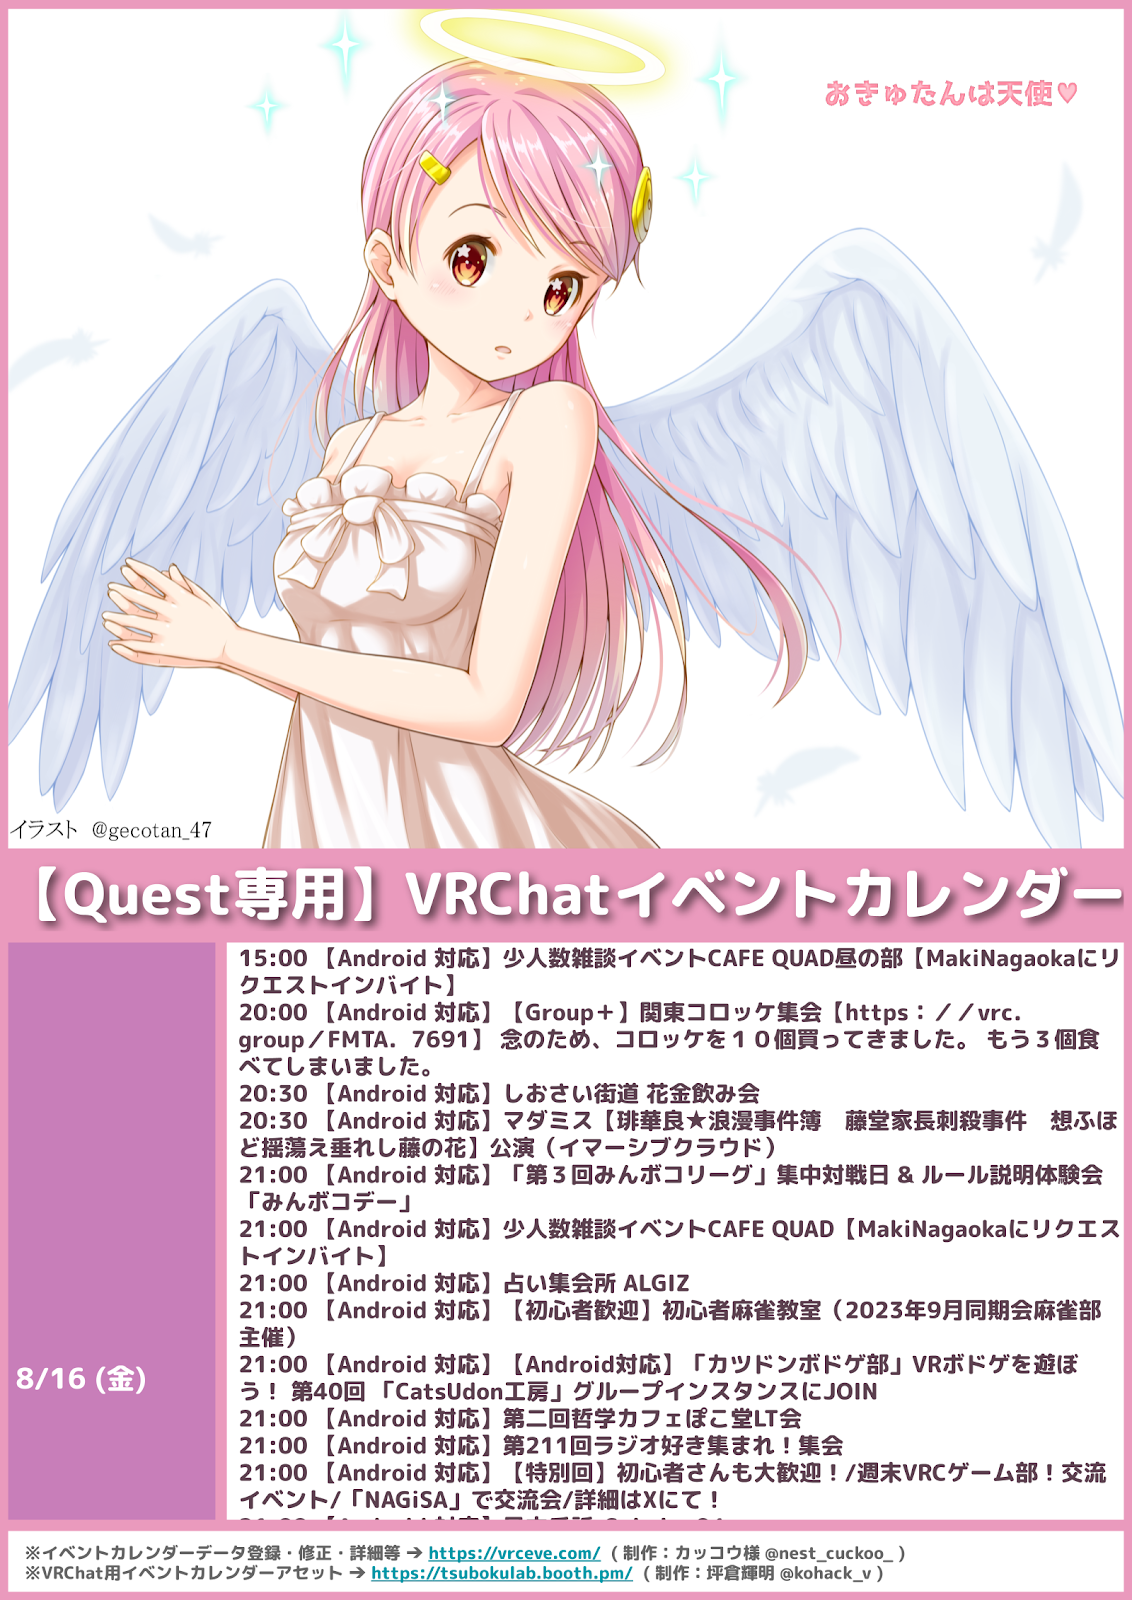 おきゅたんは天使♥
イラスト @gecotan_47
【Quest専用】VRChatイベントカレンダー
15:00 【Android 対応】少人数雑談イベントCAFE QUAD昼の部【MakiNagaokaにリ
クエストインバイト】
20:00 【Android 対応】【Group＋】関東コロッケ集会【https：／／vrc．
group／FMTA．7691】 念のため、コロッケを１０個買ってきました。 もう３個食
べてしまいました。
20:30 【Android 対応】しおさい街道 花金飲み会
20:30 【Android 対応】マダミス【琲華良★浪漫事件簿　藤堂家長刺殺事件　想ふほ
ど揺蕩え垂れし藤の花】公演（イマーシブクラウド）
21:00 【Android 対応】「第３回みんボコリーグ」集中対戦日 & ルール説明体験会
「みんボコデー」
21:00 【Android 対応】少人数雑談イベントCAFE QUAD【MakiNagaokaにリクエス
トインバイト】
21:00 【Android 対応】占い集会所 ALGIZ
21:00 【Android 対応】【初心者歓迎】初心者麻雀教室（2023年9月同期会麻雀部
主催）
8/16 (金)
21:00 【Android 対応】【Android対応】「カツドンボドゲ部」VRボドゲを遊ぼ
う！ 第40回 「CatsUdon工房」グループインスタンスにJOIN
21:00 【Android 対応】第二回哲学カフェぽこ堂LT会
21:00 【Android 対応】第211回ラジオ好き集まれ！集会
21:00 【Android 対応】【特別回】初心者さんも大歓迎！/週末VRCゲーム部！交流
イベント/「NAGiSA」で交流会/詳細はXにて！
※イベントカレンダーデータ登録・修正・詳細等 ➔ https://vrceve.com/ （ 制作：カッコウ様 @nest_cuckoo_ ）
※VRChat用イベントカレンダーアセット ➔ https://tsubokulab.booth.pm/ （ 制作：坪倉輝明 @kohack_v ）